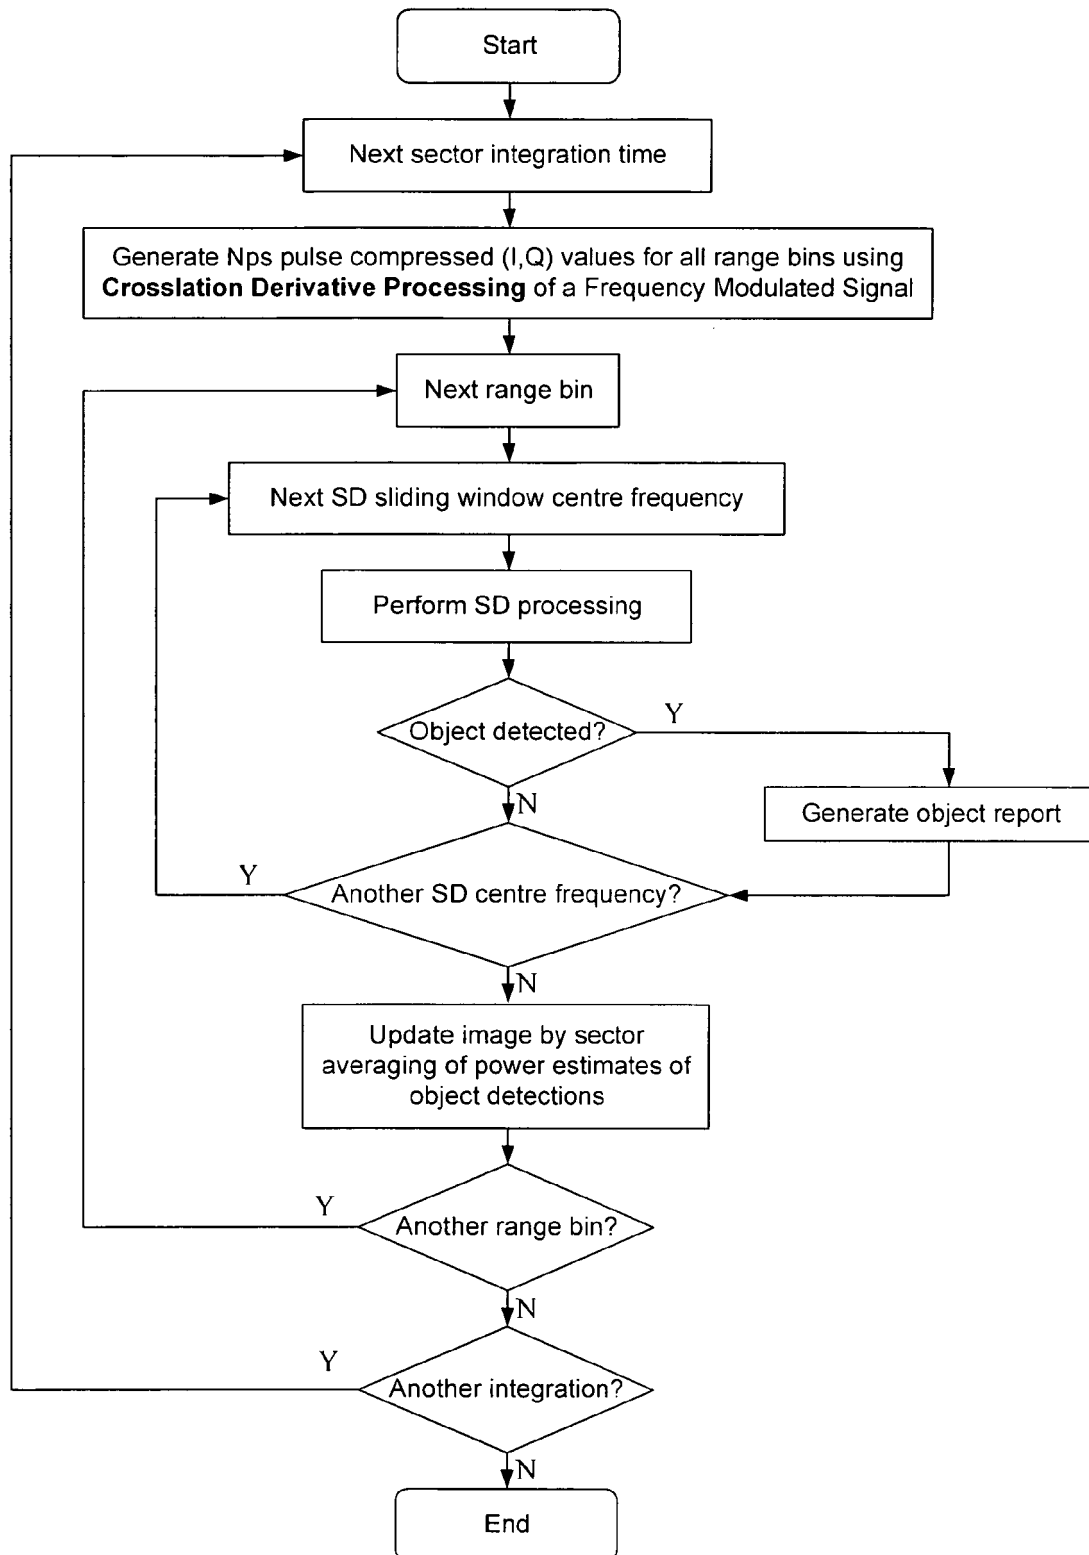 Start
Next sector integration time
Generate Nps pulse compressed (I,Q) values for all range bins using
Crosslation Derivative Processing of a Frequency Modulated Signal
Next range bin
Next SD sliding window centre frequency
Perform SD processing
Object detected?
Y
N
Generate object report
Another SD centre frequency?
Y
N
Update image by sector
averaging of power estimates of
object detections
Another range bin?
Y
N
Another integration?
Y
N
End